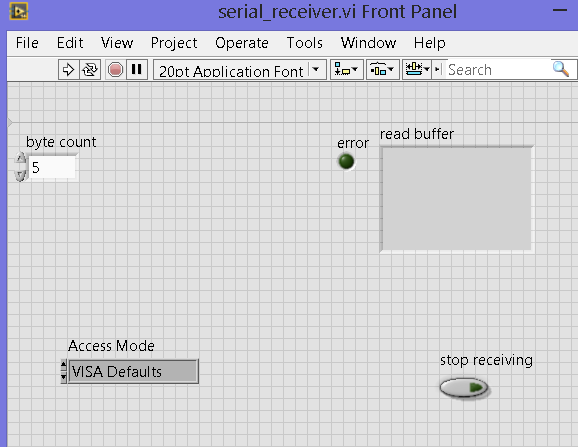 serial_receiver.vi Front Panel
File Edit View Project Operate Tools Window Help
20pt Application Font Search
byte count
5
error
read buffer
Access Mode
VISA Defaults
stop receiving